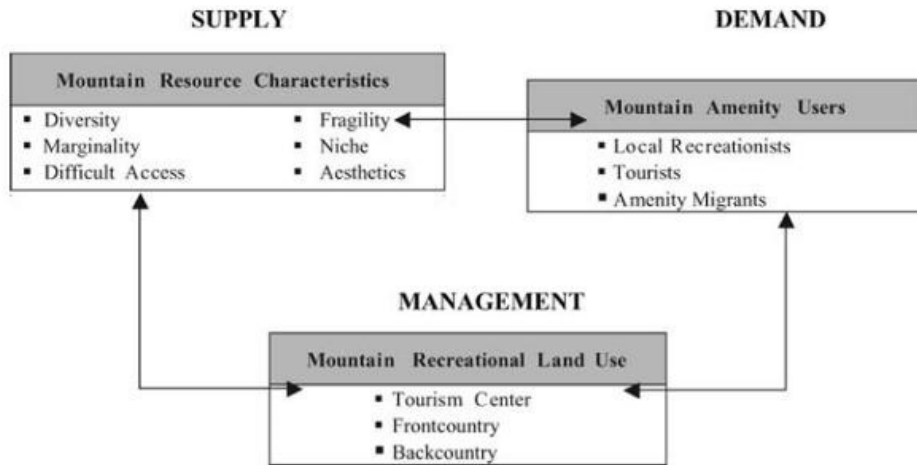 SUPPLY
DEMAND
Mountain Resource Characteristics
▪ Diversity
▪ Marginality
▪ Difficult Access
▪ Fragility
▪ Niche
▪ Aesthetics
Mountain Amenity Users
▪ Local Recreationists
▪ Tourists
▪ Amenity Migrants
MANAGEMENT
Mountain Recreational Land Use
▪ Tourism Center
▪ Frontcountry
▪ Backcountry